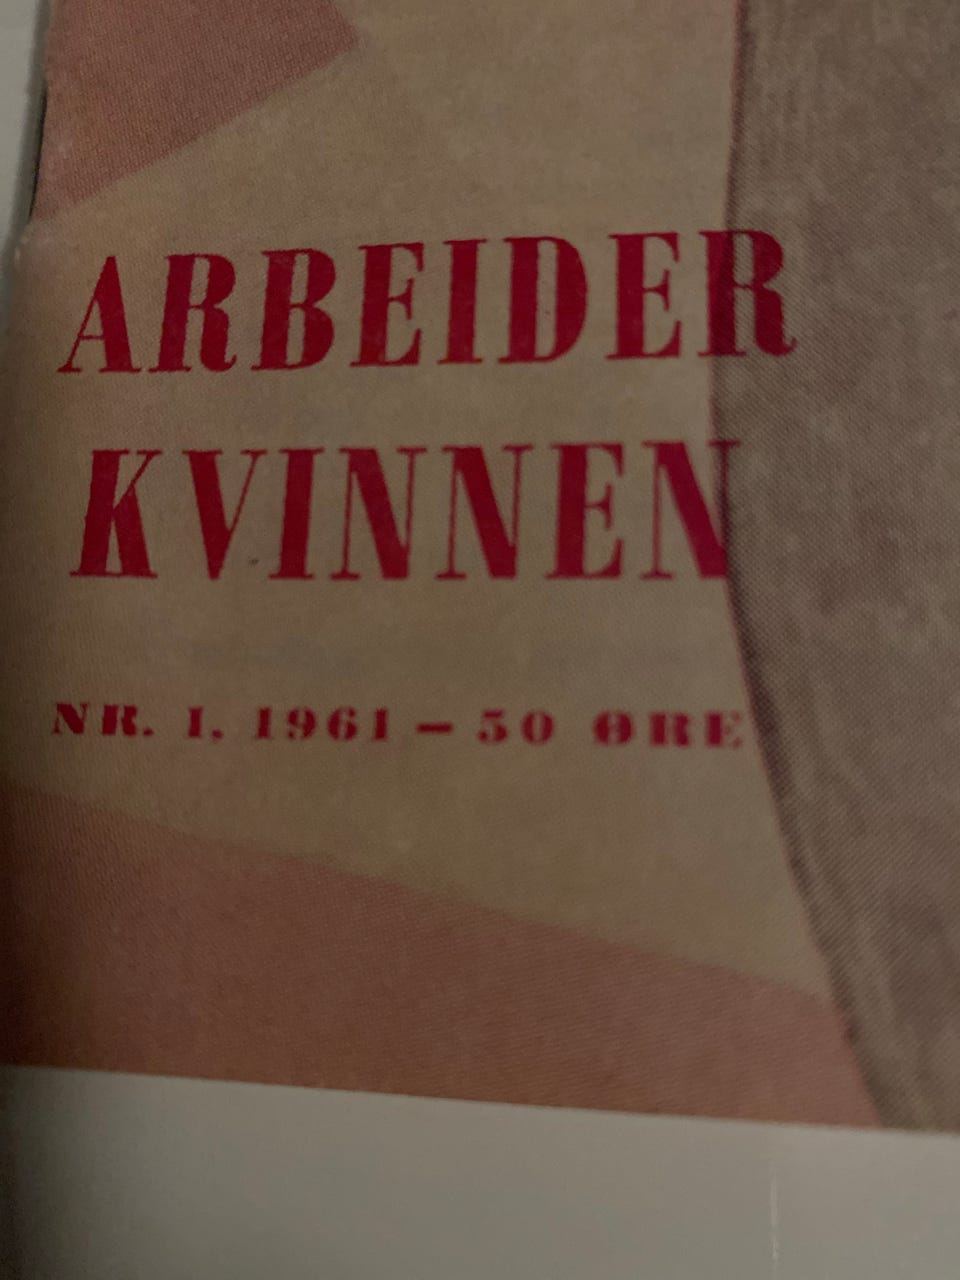 ARBEIDER
KVINNEN
NR. 1, 1961 – 50 ØRE